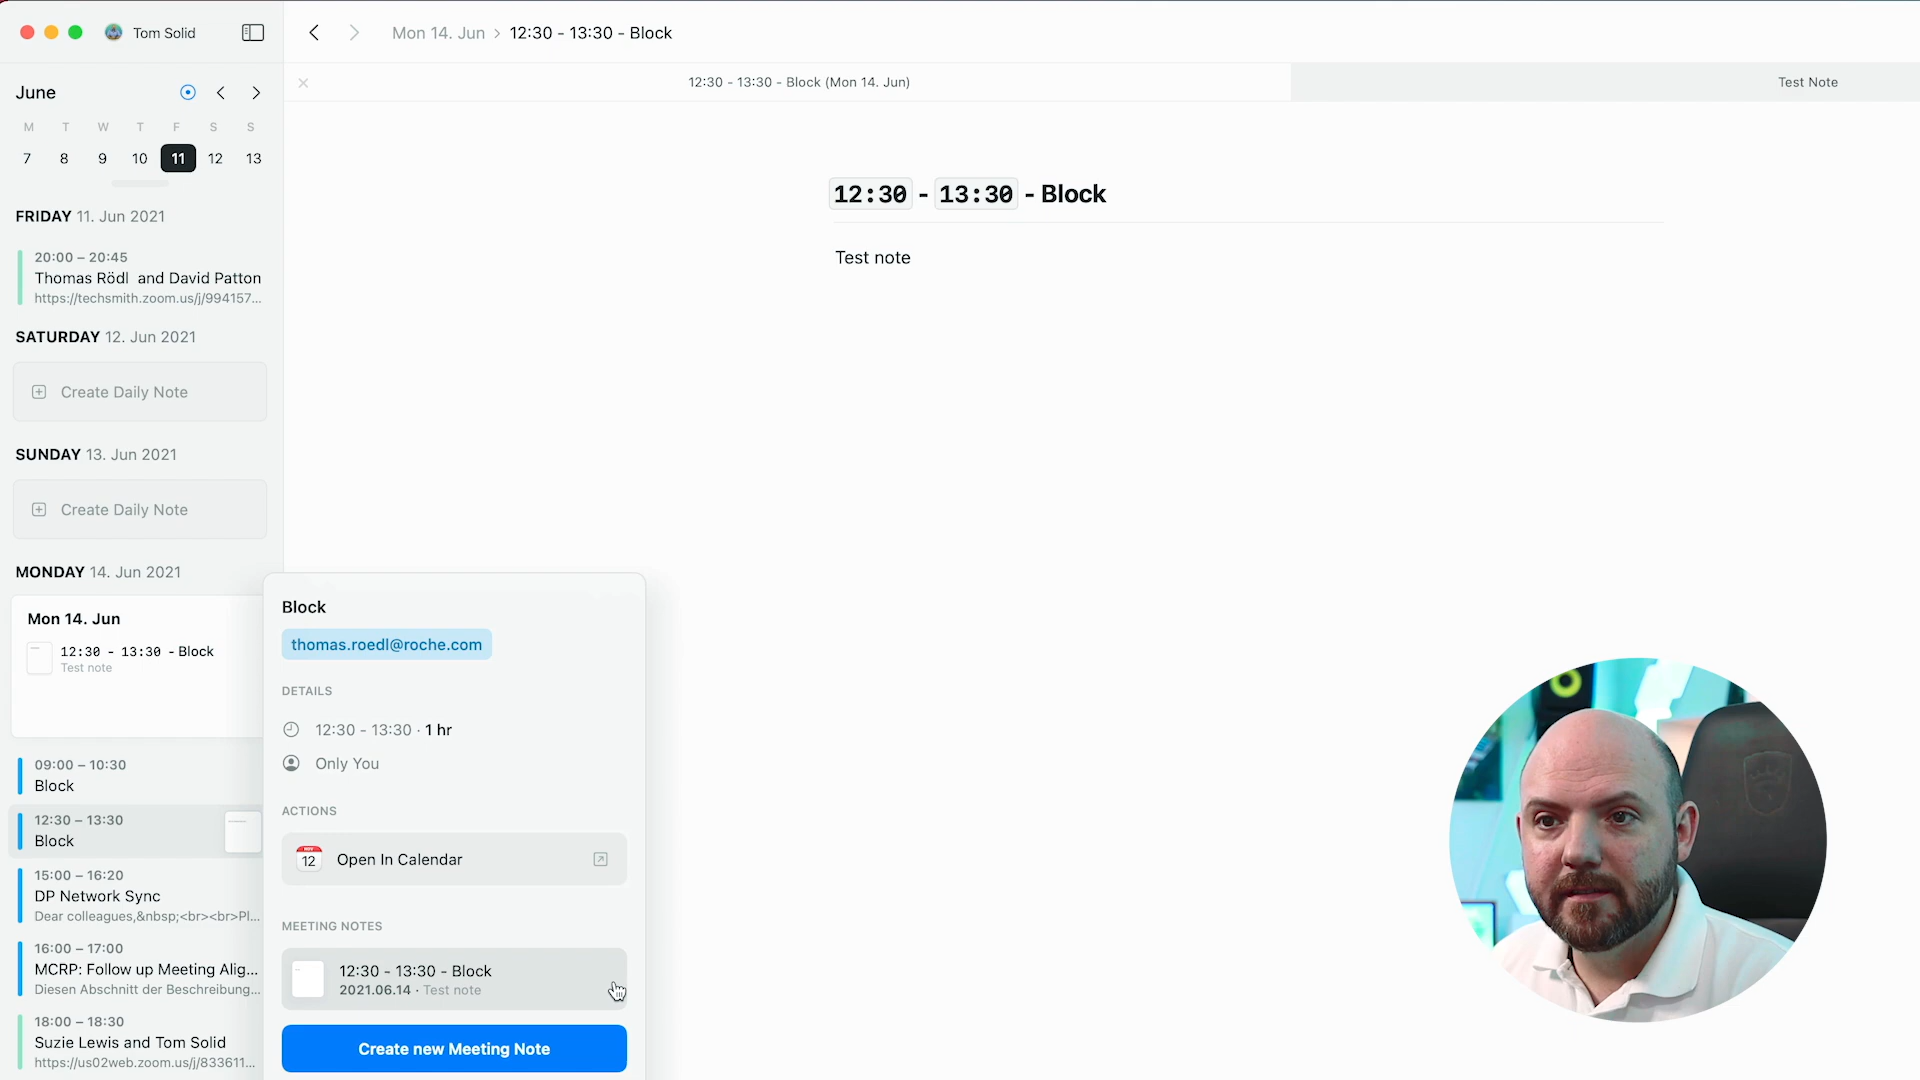 Tom Solid
Mon 14. Jun › 12:30 - 13:30 - Block
12:30 - 13:30 - Block (Mon 14. Jun)
Test Note
June
M T W T F S S
7 8 9 10 11 12 13
FRIDAY 11. Jun 2021
20:00 – 20:45
Thomas Rödl and David Patton
https://techsmith.zoom.us/j/994157...
SATURDAY 12. Jun 2021
Create Daily Note
SUNDAY 13. Jun 2021
Create Daily Note
MONDAY 14. Jun 2021
Mon 14. Jun
12:30 - 13:30 - Block
Test note
09:00 – 10:30
Block
12:30 – 13:30
Block
15:00 – 16:20
DP Network Sync
Dear colleagues,&nbsp;<br><br>Pl...
16:00 – 17:00
MCRP: Follow up Meeting Alig...
Diesen Abschnitt der Beschreibung...
18:00 – 18:30
Suzie Lewis and Tom Solid
https://us02web.zoom.us/j/833611...
12:30 - 13:30 - Block
Test note
Block
thomas.roedl@roche.com
DETAILS
12:30 - 13:30 · 1 hr
Only You
ACTIONS
12
Open In Calendar
MEETING NOTES
12:30 - 13:30 - Block
2021.06.14 · Test note
Create new Meeting Note